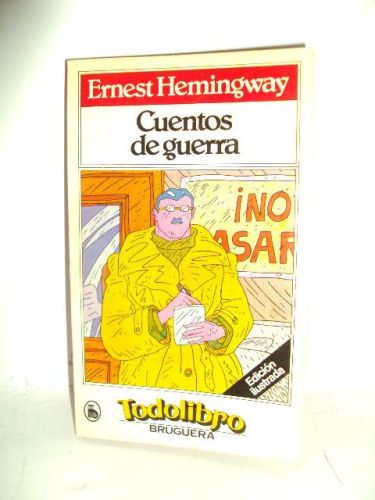 Ernest Hemingway
Cuentos
de guerra
¡NO
ASAR
Edición
ilustrada
Todolibro
BRUGUERA